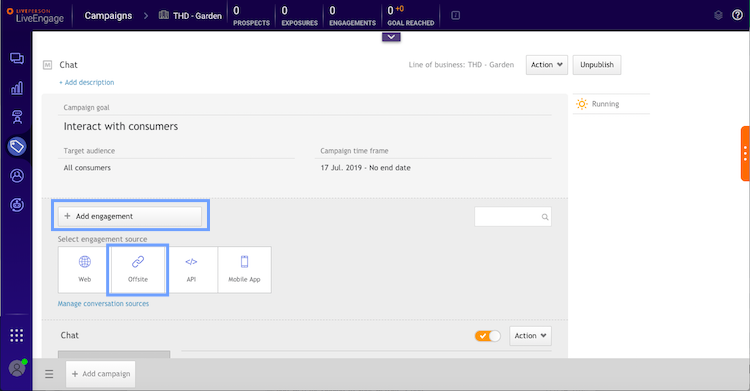 LIVEPERSON
LiveEngage
Campaigns
THD - Garden
0
PROSPECTS
0
EXPOSURES
0
ENGAGEMENTS
0 +0
GOAL REACHED
M
Chat
Line of business: THD - Garden
Action
Unpublish
+ Add description
Running
Campaign goal
Interact with consumers
Target audience
Campaign time frame
All consumers
17 Jul. 2019 - No end date
+ Add engagement
Select engagement source
Web
Offsite
</>
API
Mobile App
Manage conversation sources
Chat
Action
+ Add campaign